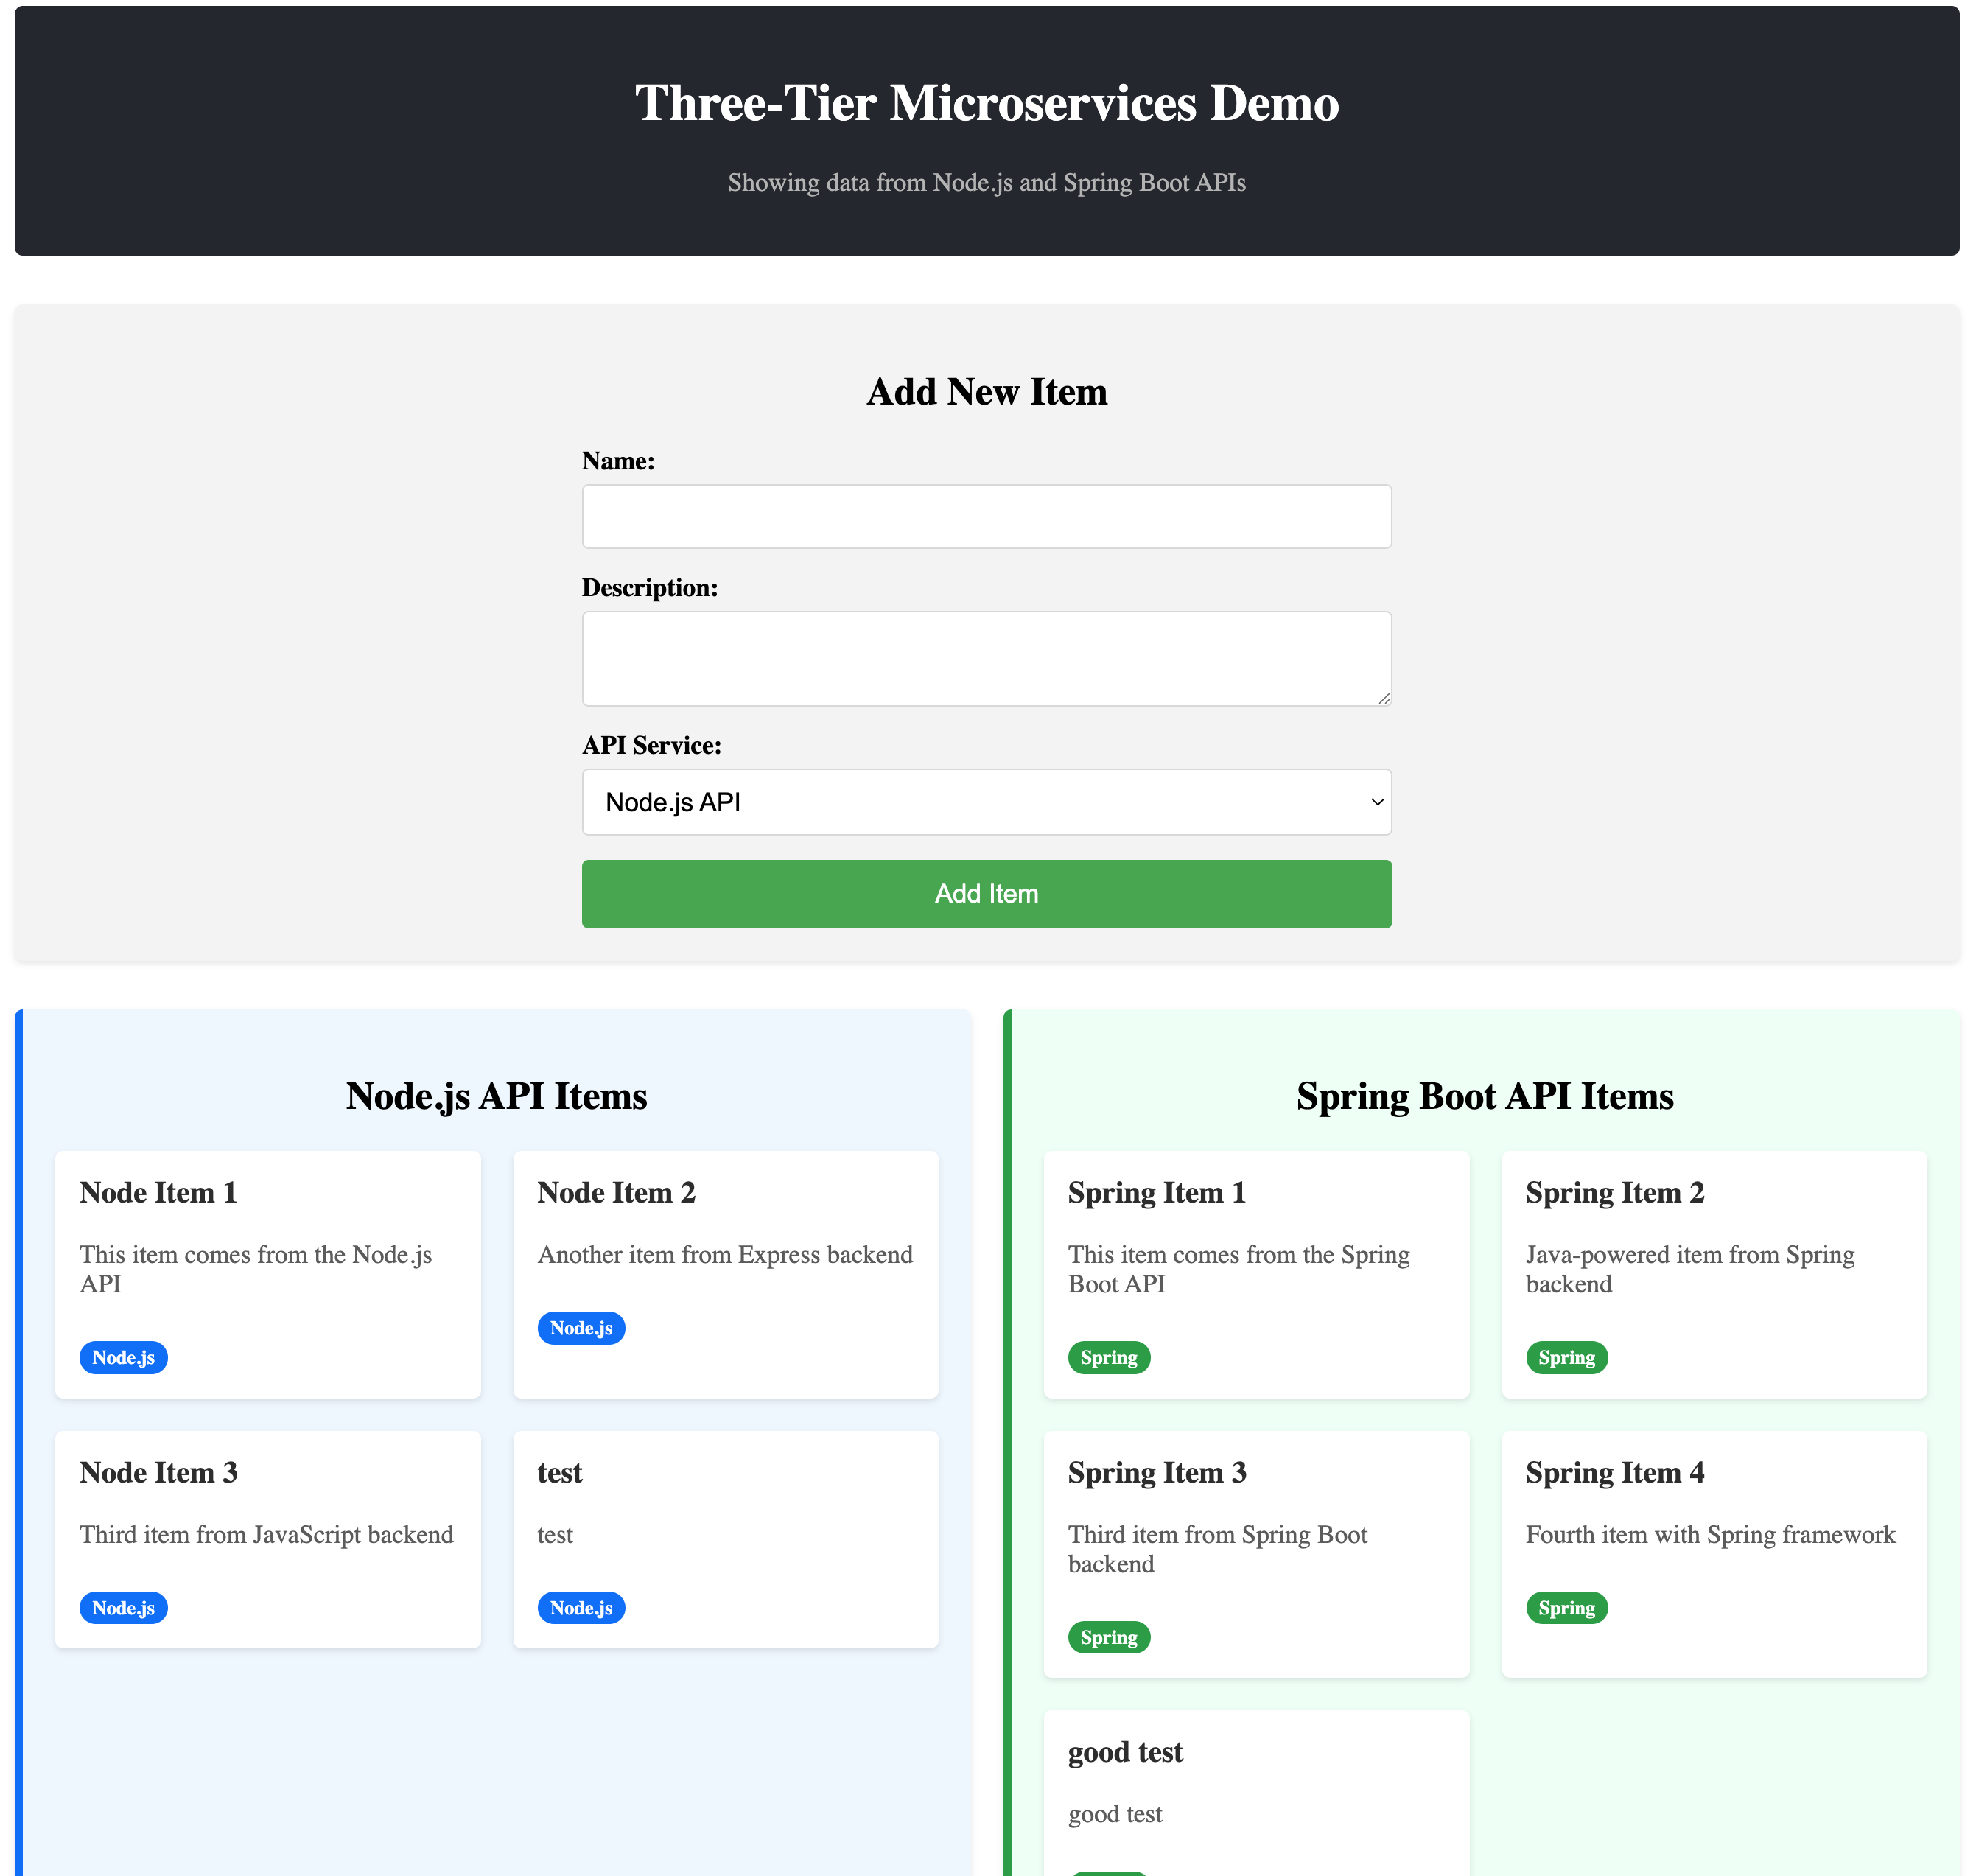 Three-Tier Microservices Demo
Showing data from Node.js and Spring Boot APIs
Add New Item
Name:
Description:
API Service:
Node.js API
Add Item
Node.js API Items
Node Item 1
This item comes from the Node.js
API
Node.js
Node Item 2
Another item from Express backend
Node.js
Node Item 3
Third item from JavaScript backend
Node.js
test
test
Node.js
Spring Boot API Items
Spring Item 1
This item comes from the Spring
Boot API
Spring
Spring Item 2
Java-powered item from Spring
backend
Spring
Spring Item 3
Third item from Spring Boot
backend
Spring
Spring Item 4
Fourth item with Spring framework
Spring
good test
good test